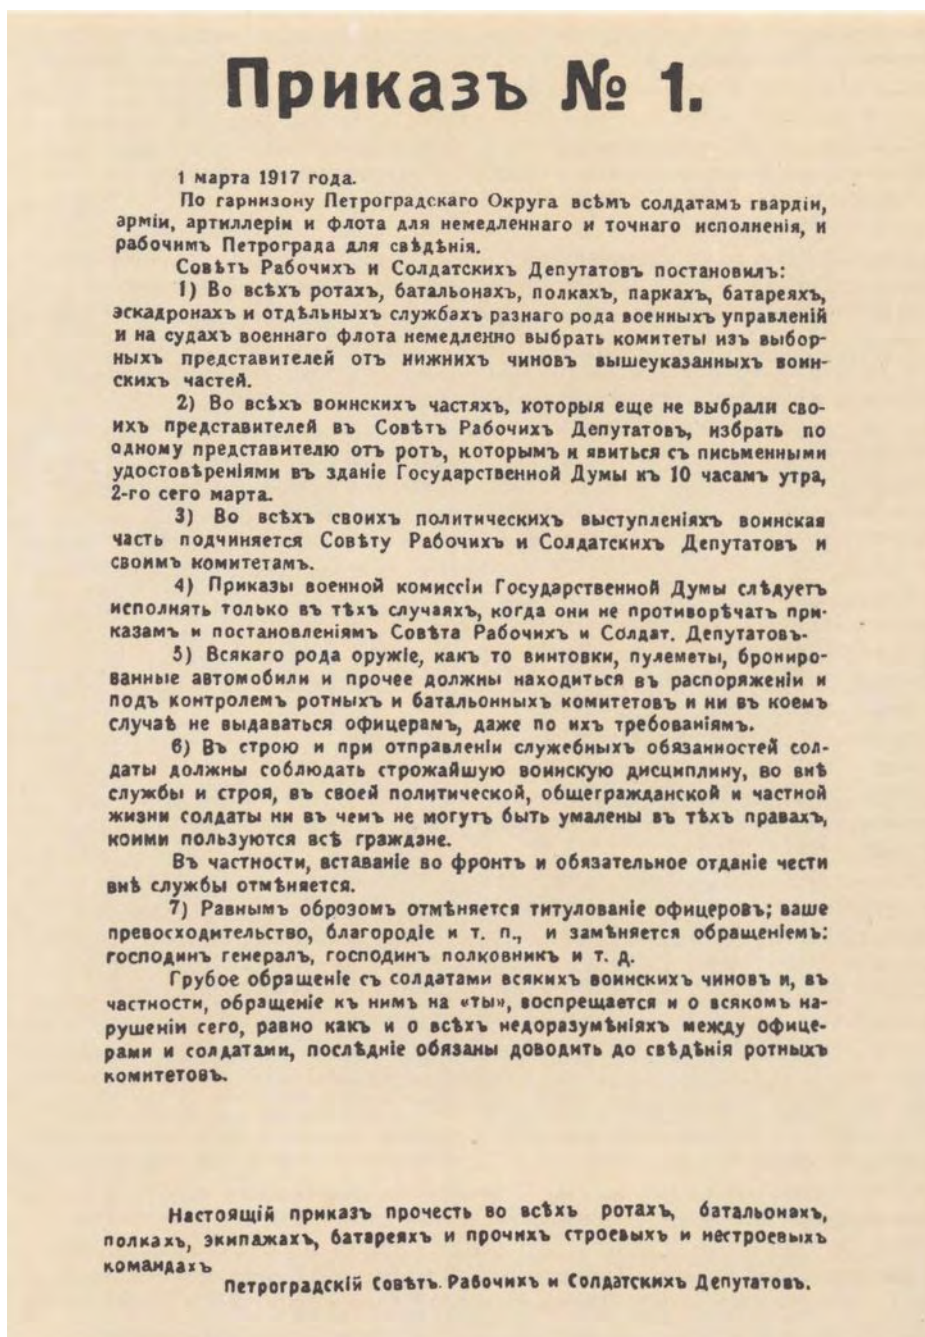 Приказъ № 1.
1 марта 1917 года.
По гарнизону Петроградскаго Округа всѣмъ солдатамъ гвардіи,
арміи, артиллеріи и флота для немедленнаго и точнаго исполненія, и
рабочимъ Петрограда для свѣдѣнія.
Совѣтъ Рабочихъ и Солдатскихъ Депутатовъ постановилъ:
1) Во всѣхъ ротахъ, батальонахъ, полкахъ, паркахъ, батареяхъ,
эскадронахъ и отдѣльныхъ службахъ разнаго рода военныхъ управленій
и на судахъ военнаго флота немедленно выбрать комитеты изъ выбор-
ныхъ представителей отъ нижнихъ чиновъ вышеуказанныхъ воин-
скихъ частей.
2) Во всѣхъ воинскихъ частяхъ, которыя еще не выбрали сво-
ихъ представителей въ Совѣтъ Рабочихъ Депутатовъ, избрать по
одному представителю отъ ротъ, которымъ и явиться съ письменными
удостовѣреніями въ зданіе Государственной Думы къ 10 часамъ утра,
2-го сего марта.
3) Во всѣхъ своихъ политическихъ выступленіяхъ воинская
часть подчиняется Совѣту Рабочихъ и Солдатскихъ Депутатовъ и
своимъ комитетамъ.
4) Приказы военной комиссіи Государственной Думы слѣдуетъ
исполнять только въ тѣхъ случаяхъ, когда они не противорѣчатъ при-
казамъ и постановленіямъ Совѣта Рабочихъ и Солдат. Депутатовъ-
5) Всякаго рода оружіе, какъ то винтовки, пулеметы, брониро-
ванные автомобили и прочее должны находиться въ распоряженіи и
подъ контролемъ ротныхъ и батальонныхъ комитетовъ и ни въ коемъ
случаѣ не выдаваться офицерамъ, даже по ихъ требованіямъ.
6) Въ строю и при отправленіи служебныхъ обязанностей сол-
даты должны соблюдать строжайшую воинскую дисциплину, во внѣ
службы и строя, въ своей политической, общегражданской и частной
жизни солдаты ни въ чемъ не могутъ быть умалены въ тѣхъ правахъ,
коими пользуются всѣ граждане.
Въ частности, вставаніе во фронтъ и обязательное отданіе чести
внѣ службы отмѣняется.
7) Равнымъ оброзомъ отмѣняется титулованіе офицеровъ; ваше
превосходительство, благородіе и т. п., и замѣняется обращеніемъ:
господинъ генералъ, господинъ полковникъ и т. д.
Грубое обращеніе съ солдатами всякихъ воинскихъ чиновъ и, въ
частности, обращеніе къ нимъ на «ты», воспрещается и о всякомъ на-
рушеніи сего, равно какъ и о всѣхъ недоразумѣніяхъ между офице-
рами и солдатами, послѣдніе обязаны доводить до свѣдѣнія ротныхъ
комитетовъ.
Настоящій приказъ прочесть во всѣхъ ротахъ, батальонахъ,
полкахъ, экипажахъ, батареяхъ и прочихъ строевыхъ и нестроевыхъ
командахъ
Петроградскій Совѣтъ. Рабочихъ и Солдатскихъ Депутатовъ.